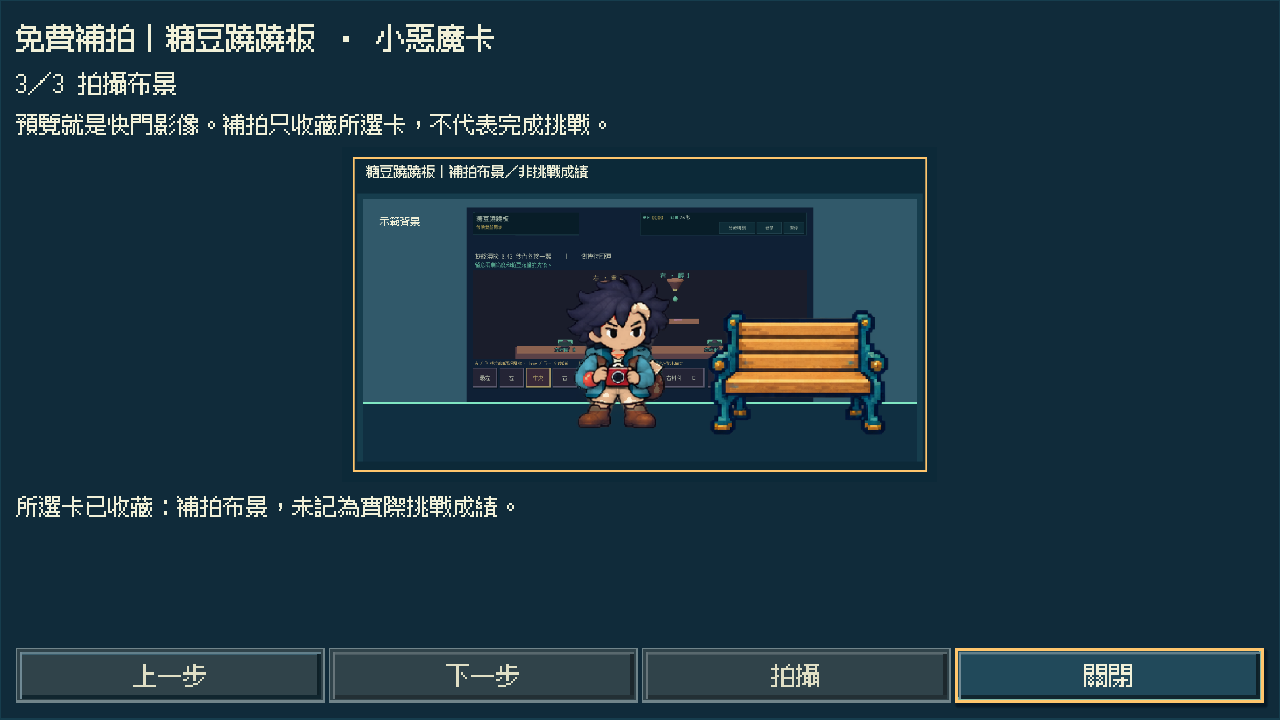 免費補拍｜糖豆蹺蹺板 · 小惡魔卡
3／3 拍攝布景
預覽就是快門影像。補拍只收藏所選卡，不代表完成挑戰。
糖豆蹺蹺板｜補拍布景／非挑戰成績
示範背景
糖豆蹺蹺板
所選卡已收藏：補拍布景，未記為實際挑戰成績。
上一步
下一步
拍攝
關閉